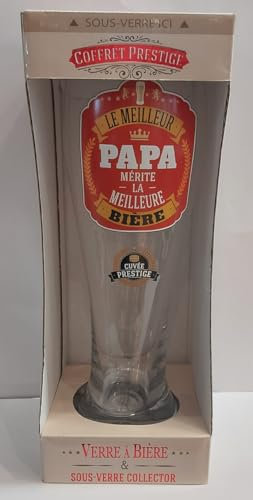 SOUS-VERRE ICI
COFFRET PRESTIGE
LE MEILLEUR
PAPA
MÉRITE
LA
MEILLEURE
BIÈRE
CUVÉE
PRESTIGE
VERRE À BIÈRE
&
SOUS-VERRE COLLECTOR